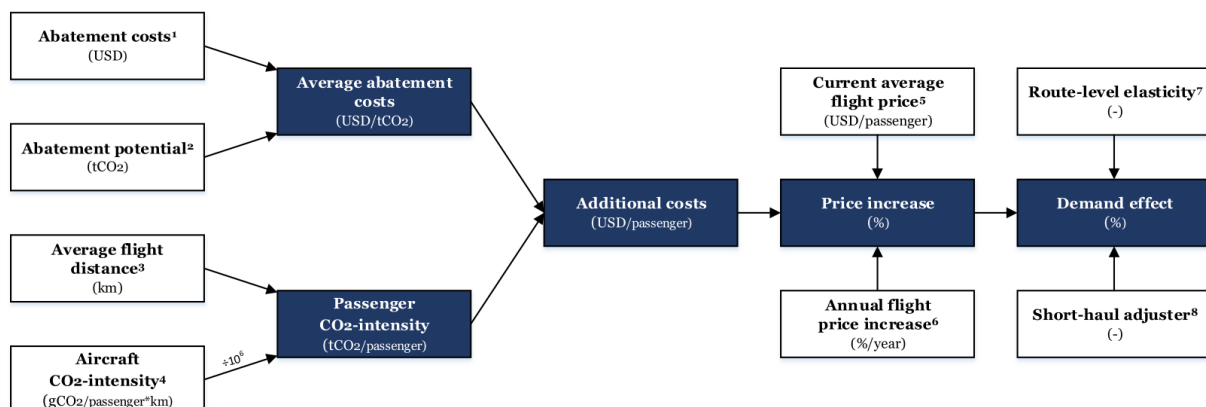 Abatement costs¹
(USD)
Abatement potential²
(tCO2)
Average flight
distance³
(km)
Aircraft
CO2-intensity⁴
(gCO2/passenger*km)
÷10⁶
Average abatement
costs
(USD/tCO2)
Passenger
CO2-intensity
(tCO2/passenger)
Additional costs
(USD/passenger)
Current average
flight price⁵
(USD/passenger)
Price increase
(%)
Annual flight
price increase⁶
(%/year)
Route-level elasticity⁷
(-)
Demand effect
(%)
Short-haul adjuster⁸
(-)